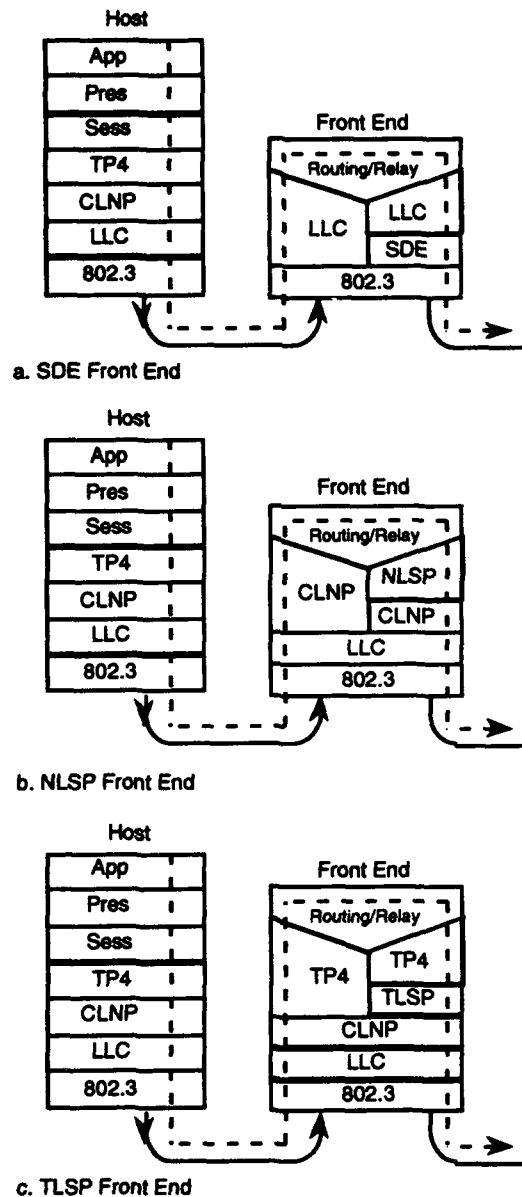 Host
App
Pres
Sess
TP4
CLNP
LLC
802.3
Front End
Routing/Relay
LLC
LLC
SDE
802.3
a. SDE Front End
Host
App
Pres
Sess
TP4
CLNP
LLC
802.3
Front End
Routing/Relay
CLNP
NLSP
CLNP
LLC
802.3
b. NLSP Front End
Host
App
Pres
Sess
TP4
CLNP
LLC
802.3
Front End
Routing/Relay
TP4
TP4
TLSP
CLNP
LLC
802.3
c. TLSP Front End